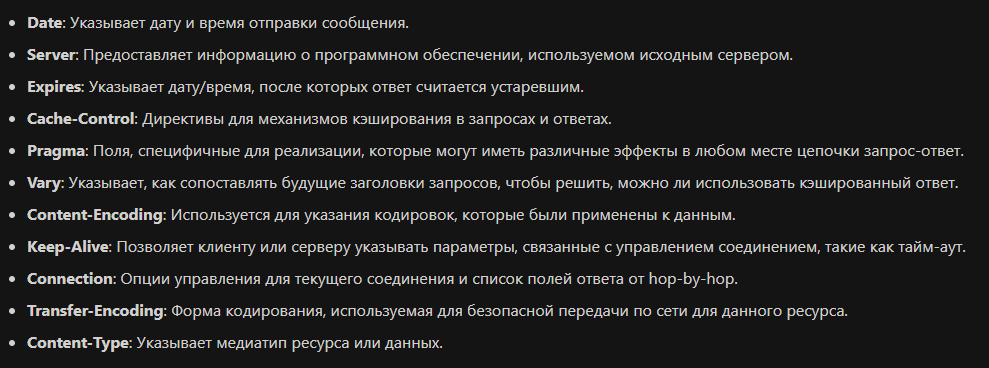 Date: Указывает дату и время отправки сообщения.
Server: Предоставляет информацию о программном обеспечении, используемом исходным сервером.
Expires: Указывает дату/время, после которых ответ считается устаревшим.
Cache-Control: Директивы для механизмов кэширования в запросах и ответах.
Pragma: Поля, специфичные для реализации, которые могут иметь различные эффекты в любом месте цепочки запрос-ответ.
Vary: Указывает, как сопоставлять будущие заголовки запросов, чтобы решить, можно ли использовать кэшированный ответ.
Content-Encoding: Используется для указания кодировок, которые были применены к данным.
Keep-Alive: Позволяет клиенту или серверу указывать параметры, связанные с управлением соединением, такие как тайм-аут.
Connection: Опции управления для текущего соединения и список полей ответа от hop-by-hop.
Transfer-Encoding: Форма кодирования, используемая для безопасной передачи по сети для данного ресурса.
Content-Type: Указывает медиатип ресурса или данных.